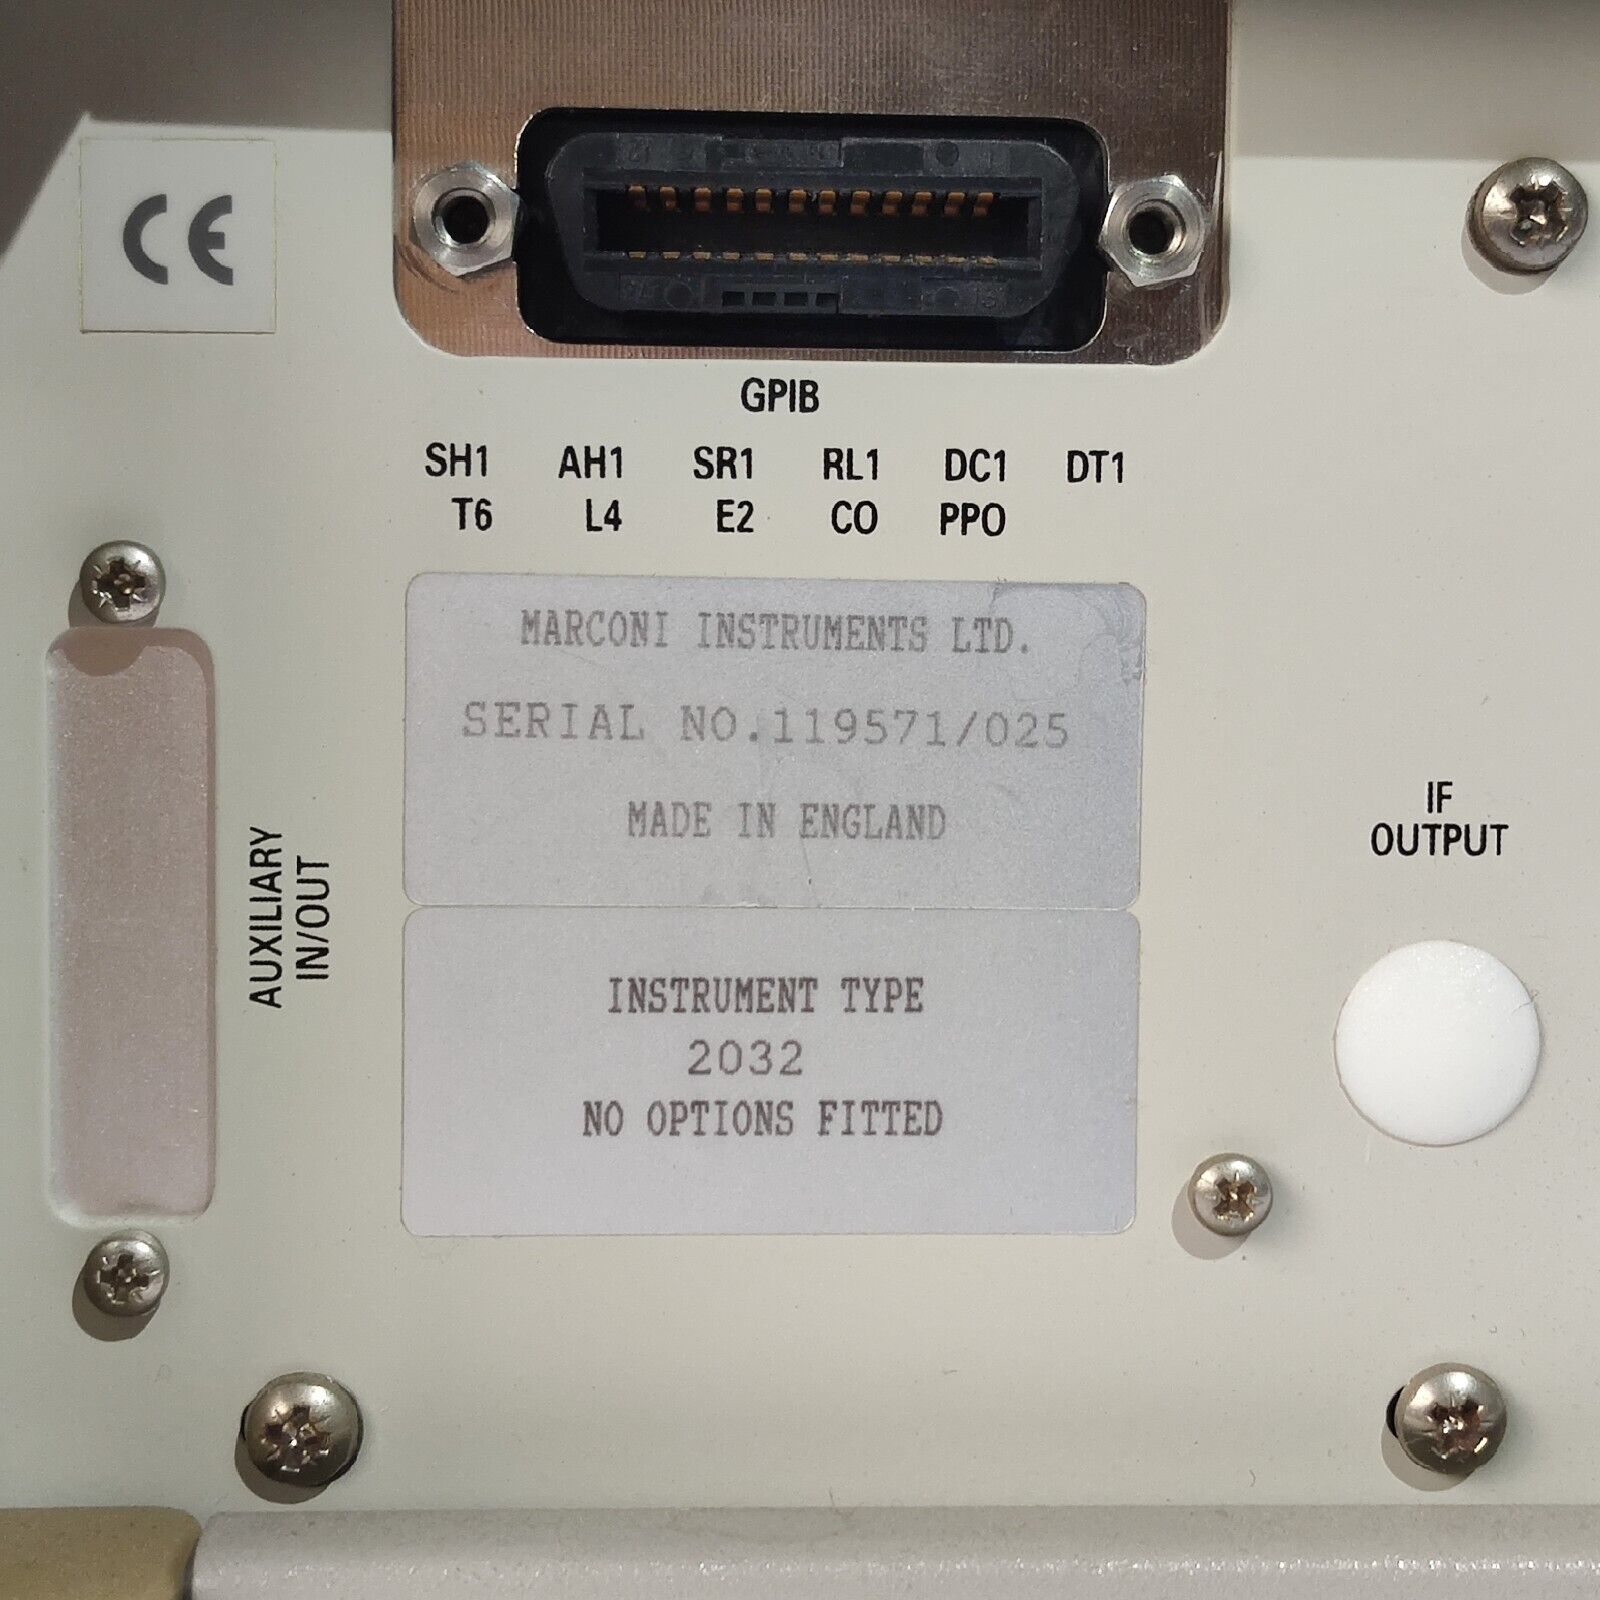 CE
GPIB
SH1 AH1 SR1 RL1 DC1 DT1
T6 L4 E2 CO PPO
MARCONI INSTRUMENTS LTD.
SERIAL NO.119571/025
MADE IN ENGLAND
AUXILIARY
IN/OUT
IF
OUTPUT
INSTRUMENT TYPE
2032
NO OPTIONS FITTED